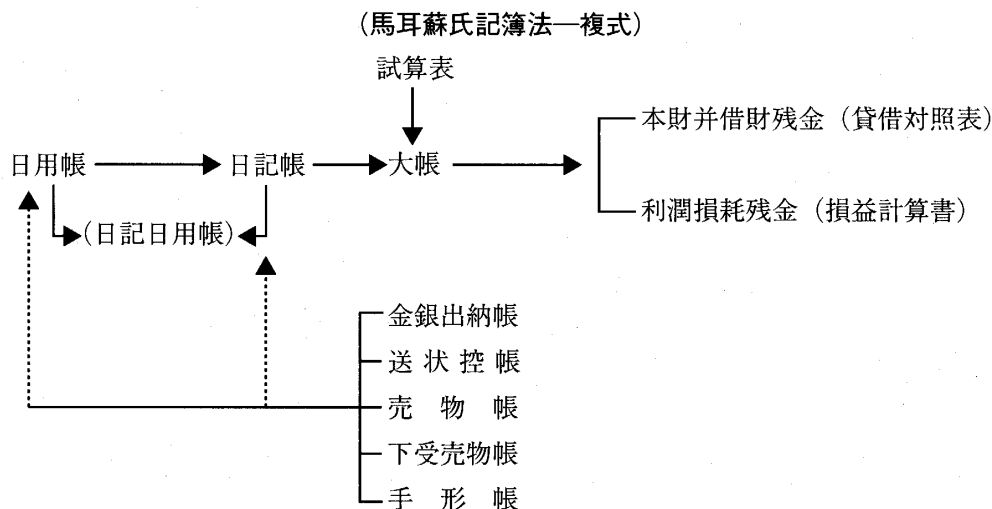 (馬耳蘇氏記簿法―複式)
試算表
本財并借財残金(貸借対照表)
日用帳 日記帳 大帳
利潤損耗残金(損益計算書)
(日記日用帳)
金銀出納帳
送状控帳
売物帳
下受売物帳
手形帳